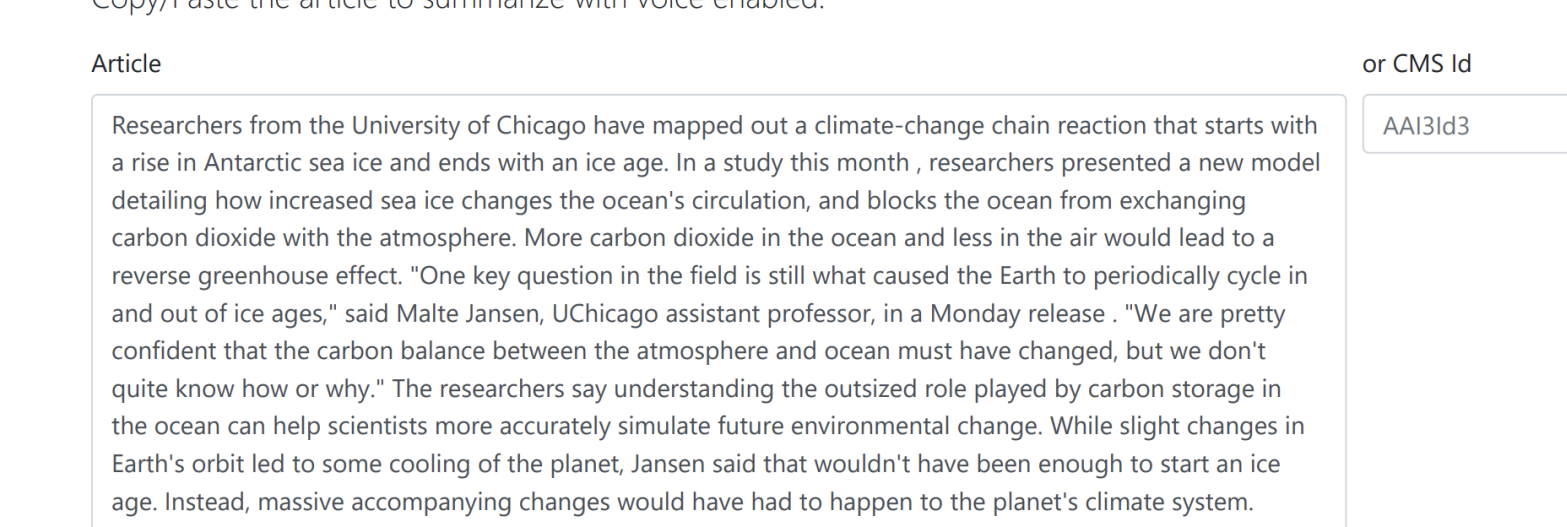 Copy/Paste the article to summarize with voice enabled.
Article
or CMS Id
Researchers from the University of Chicago have mapped out a climate-change chain reaction that starts with
AAI3Id3
a rise in Antarctic sea ice and ends with an ice age. In a study this month , researchers presented a new model
detailing how increased sea ice changes the ocean's circulation, and blocks the ocean from exchanging
carbon dioxide with the atmosphere. More carbon dioxide in the ocean and less in the air would lead to a
reverse greenhouse effect. "One key question in the field is still what caused the Earth to periodically cycle in
and out of ice ages," said Malte Jansen, UChicago assistant professor, in a Monday release . "We are pretty
confident that the carbon balance between the atmosphere and ocean must have changed, but we don't
quite know how or why." The researchers say understanding the outsized role played by carbon storage in
the ocean can help scientists more accurately simulate future environmental change. While slight changes in
Earth's orbit led to some cooling of the planet, Jansen said that wouldn't have been enough to start an ice
age. Instead, massive accompanying changes would have had to happen to the planet's climate system.